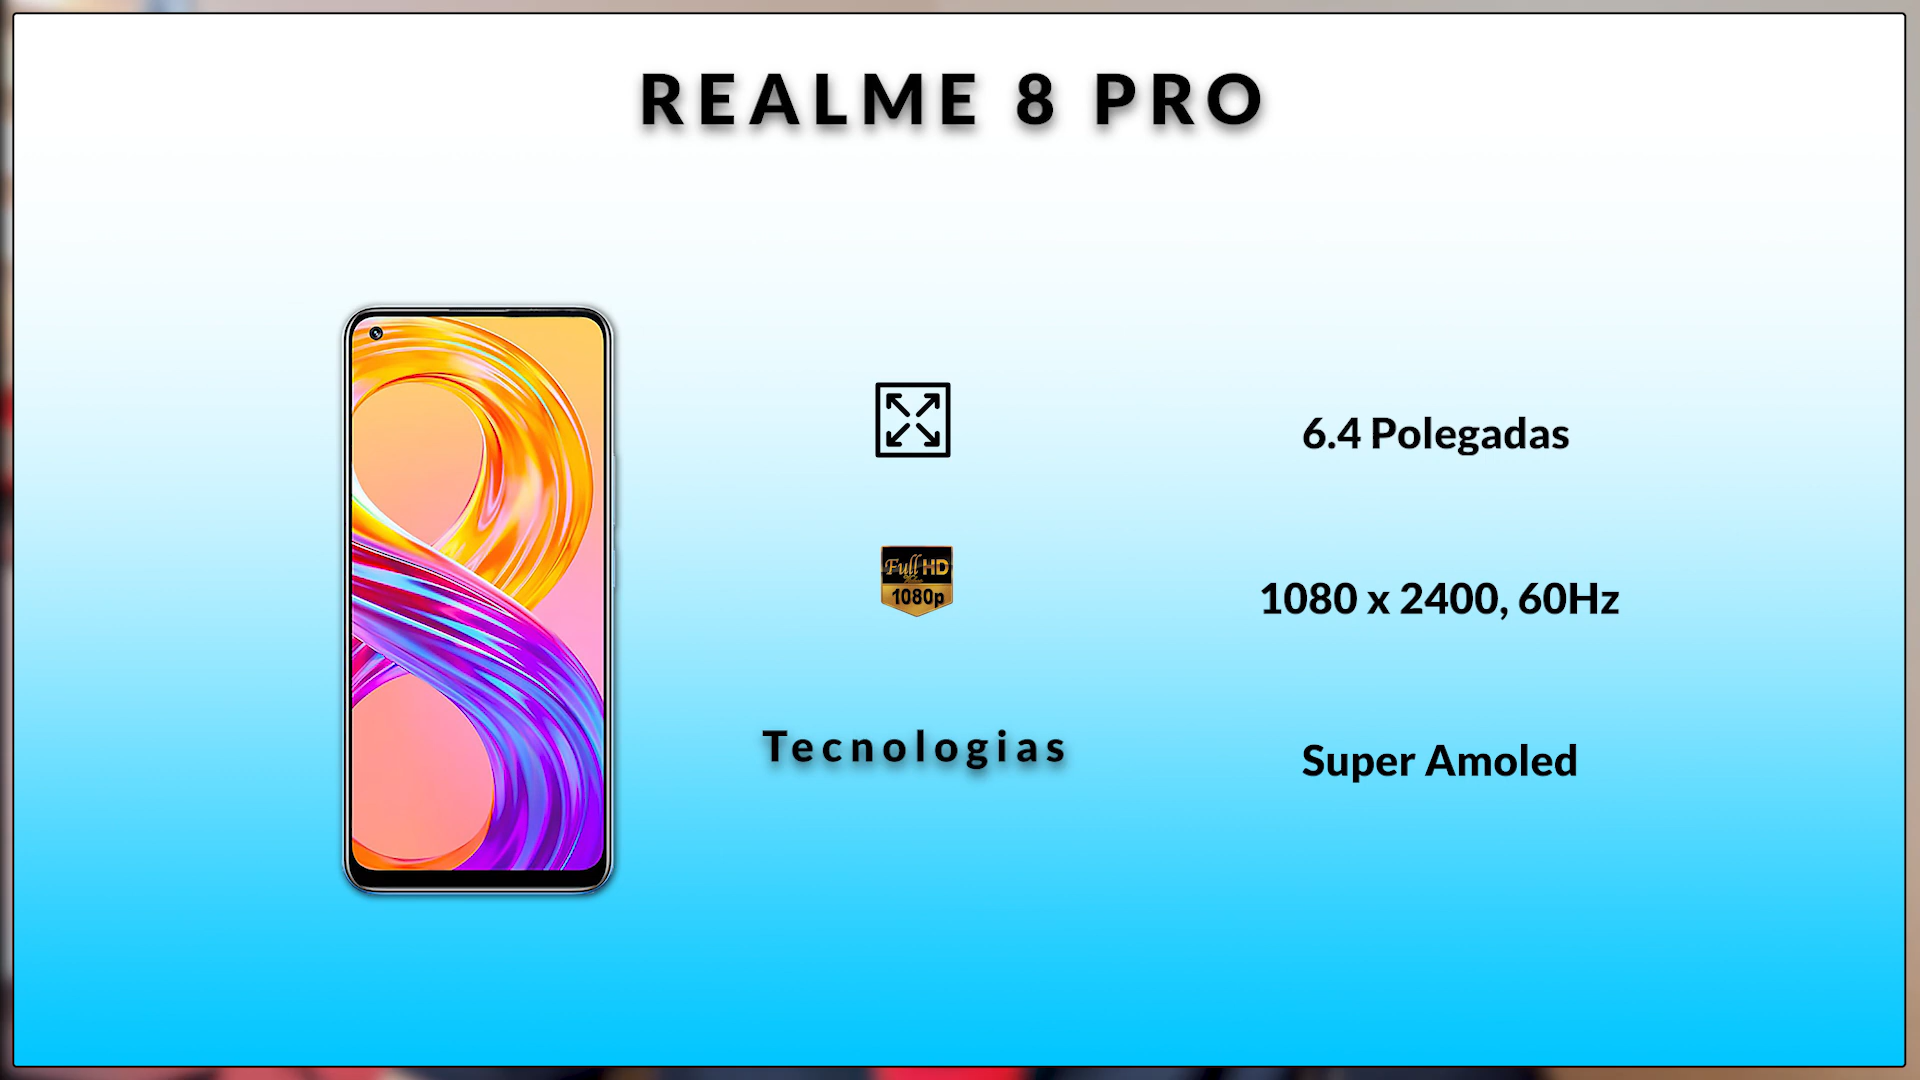 REALME 8 PRO
6.4 Polegadas
Full HD
1080p
1080 x 2400, 60Hz
Tecnologias
Super Amoled